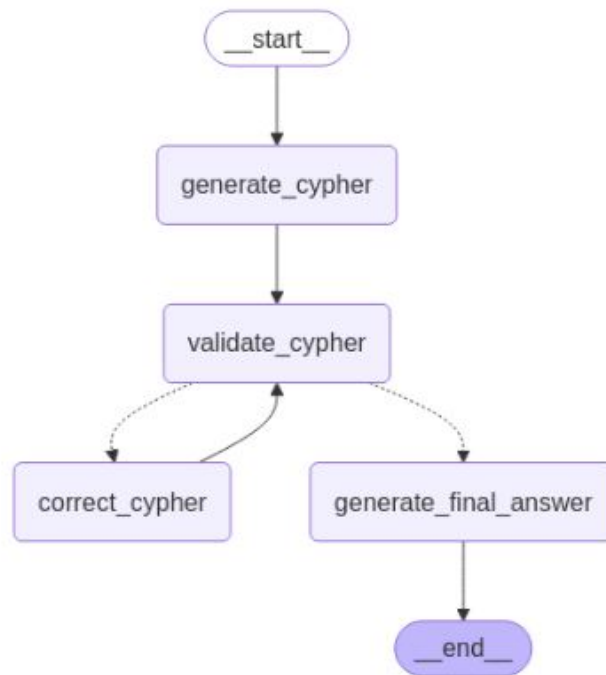 __start__
generate_cypher
validate_cypher
correct_cypher
generate_final_answer
__end__